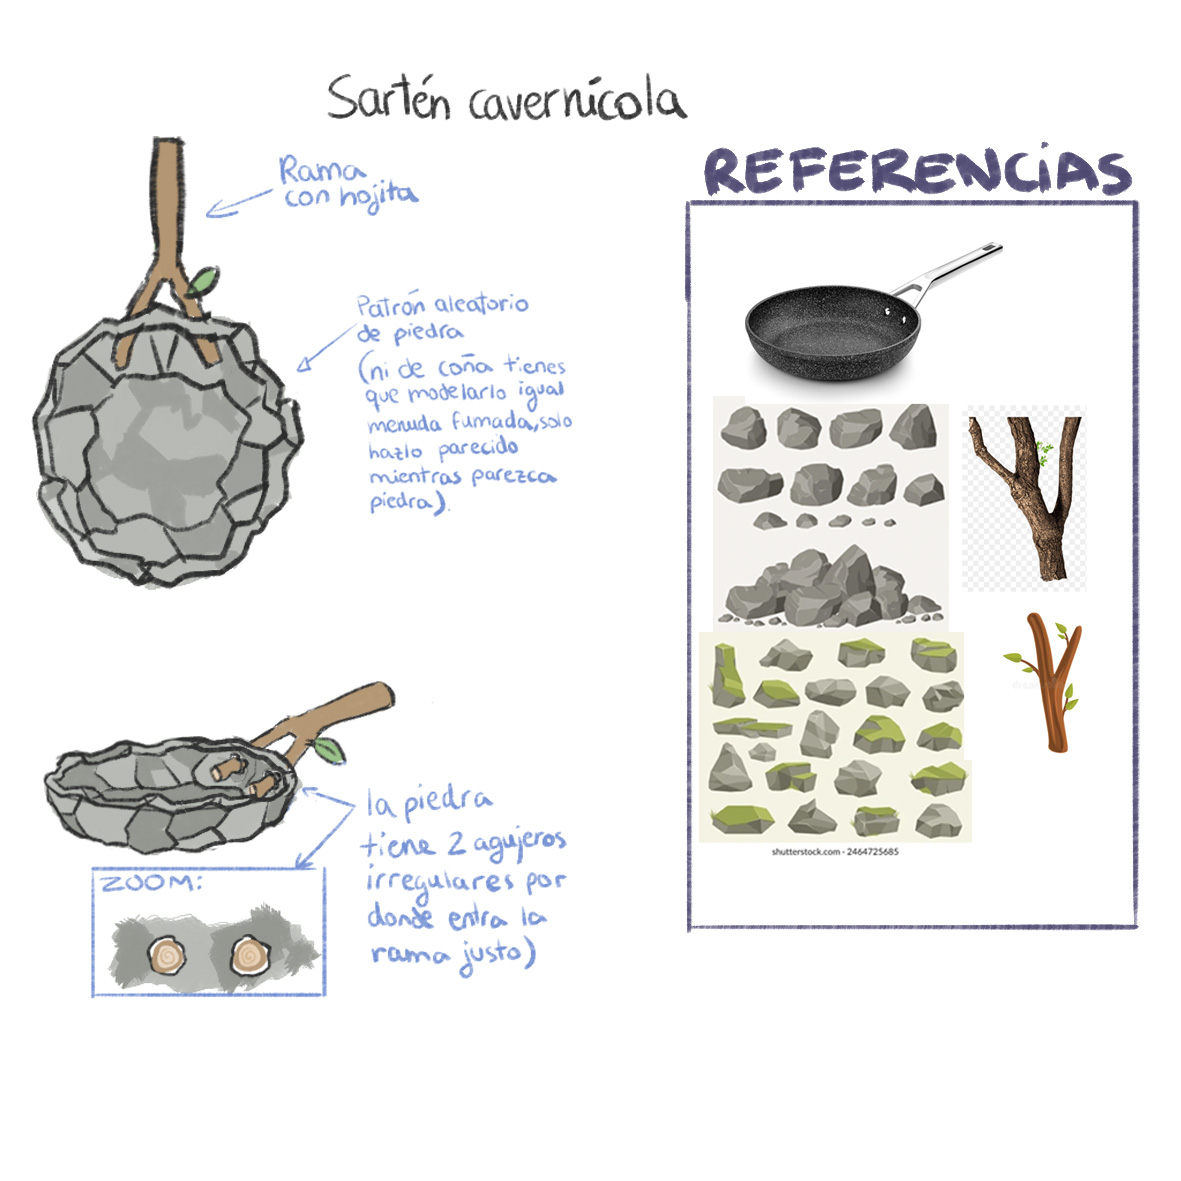 Sartén cavernícola
Rama
con hojita
Patrón aleatorio
de piedra
(ni de coña tienes
que modelarlo igual
menuda fumada, solo
hazlo parecido
mientras parezca
piedra).
la piedra
tiene 2 agujeros
irregulares por
donde entra la
rama justo)
ZOOM:
REFERENCiAS
shutterstock.com · 2464725685